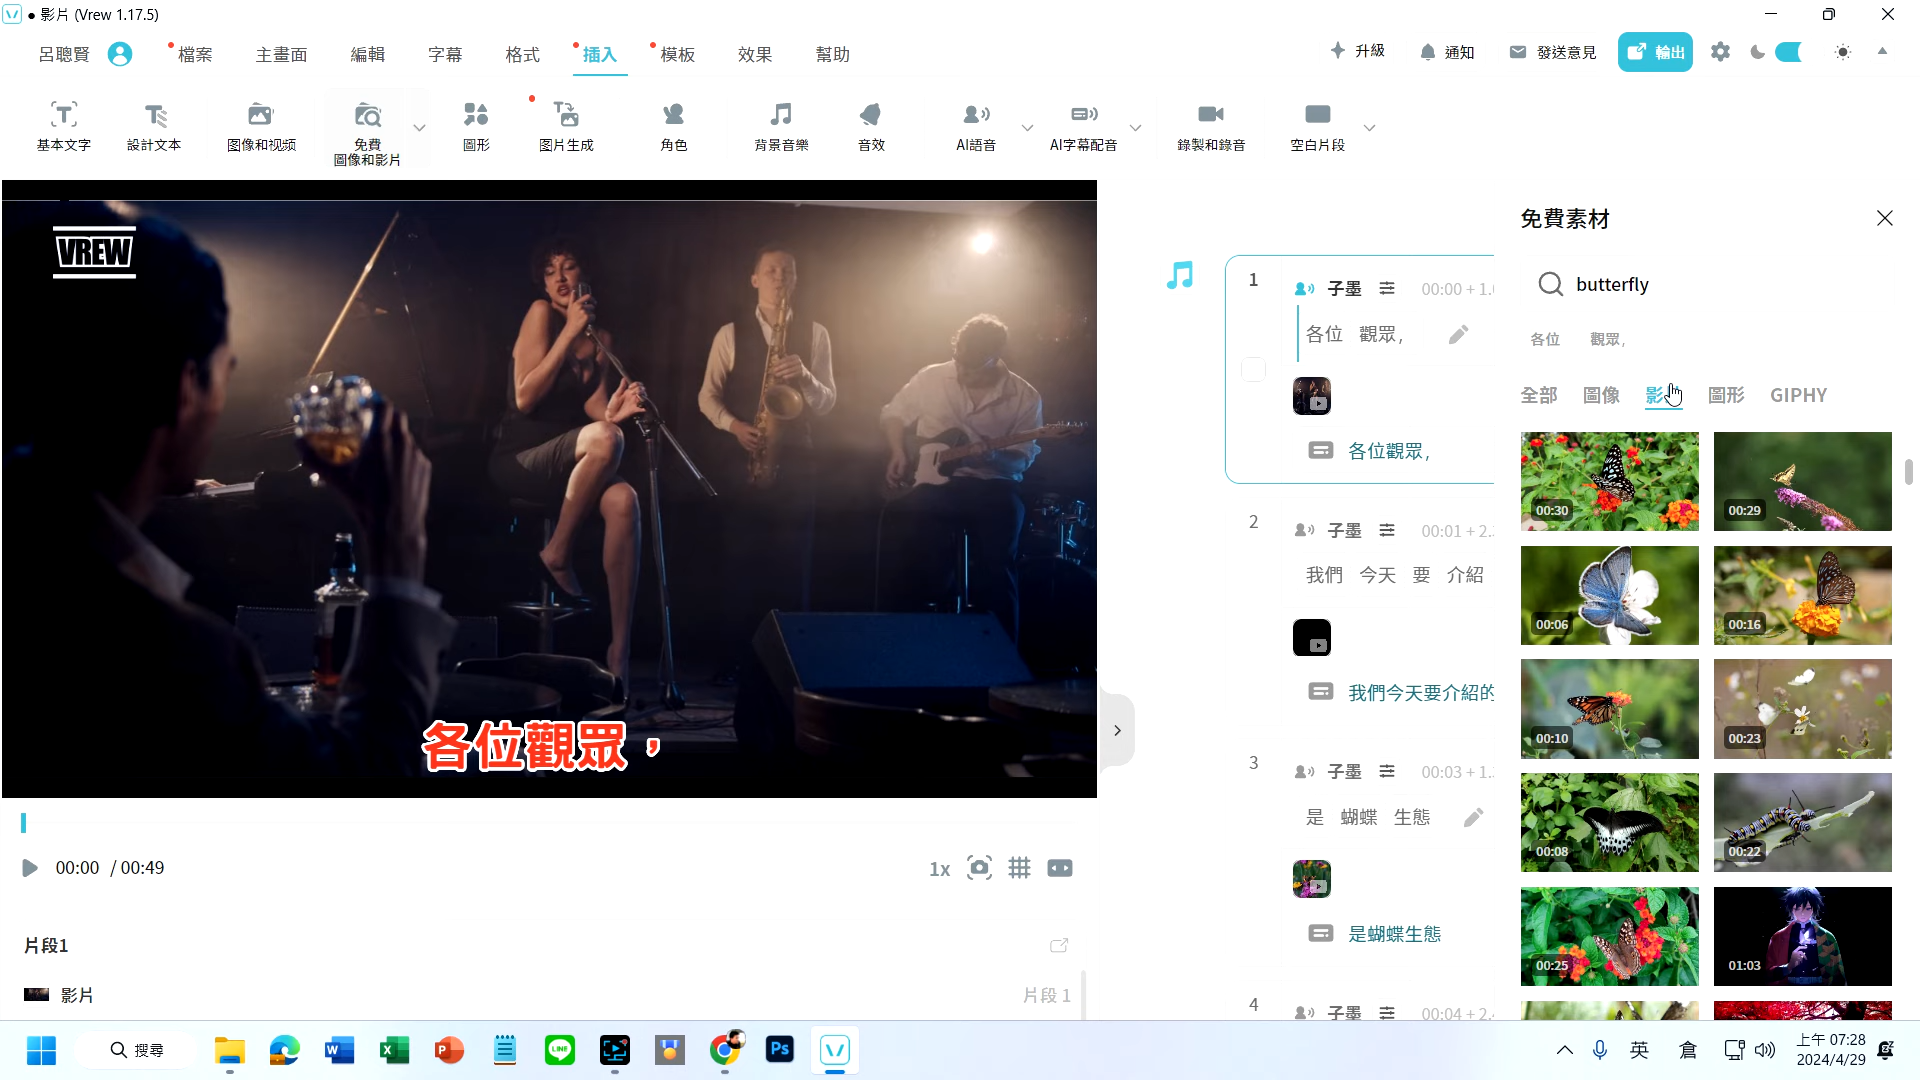 ● 影片 (Vrew 1.17.5)
呂聰賢 檔案 主畫面 編輯 字幕 格式 插入 模板 效果 幫助 升級 通知 發送意見 輸出
基本文字 設計文本 图像和视频 免費 圖像和影片 圖形 图片生成 角色 背景音樂 音效 AI語音 AI字幕配音 錄製和錄音 空白片段
VREW
各位觀眾，
00:00 / 00:49
1x
片段1
影片 片段 1
1 子墨 00:00 + 1.
各位 觀眾,
各位觀眾,
2 子墨 00:01 + 2.
我們 今天 要 介紹
我們今天要介紹的
3 子墨 00:03 + 1.
是 蝴蝶 生態
是蝴蝶生態
4 子墨 00:04 + 2.
免費素材
butterfly
各位 觀眾,
全部 圖像 影 圖形 GIPHY
00:30 00:29
00:06 00:16
00:10 00:23
00:08 00:22
00:25 01:03
搜尋
英 倉
上午 07:28
2024/4/29